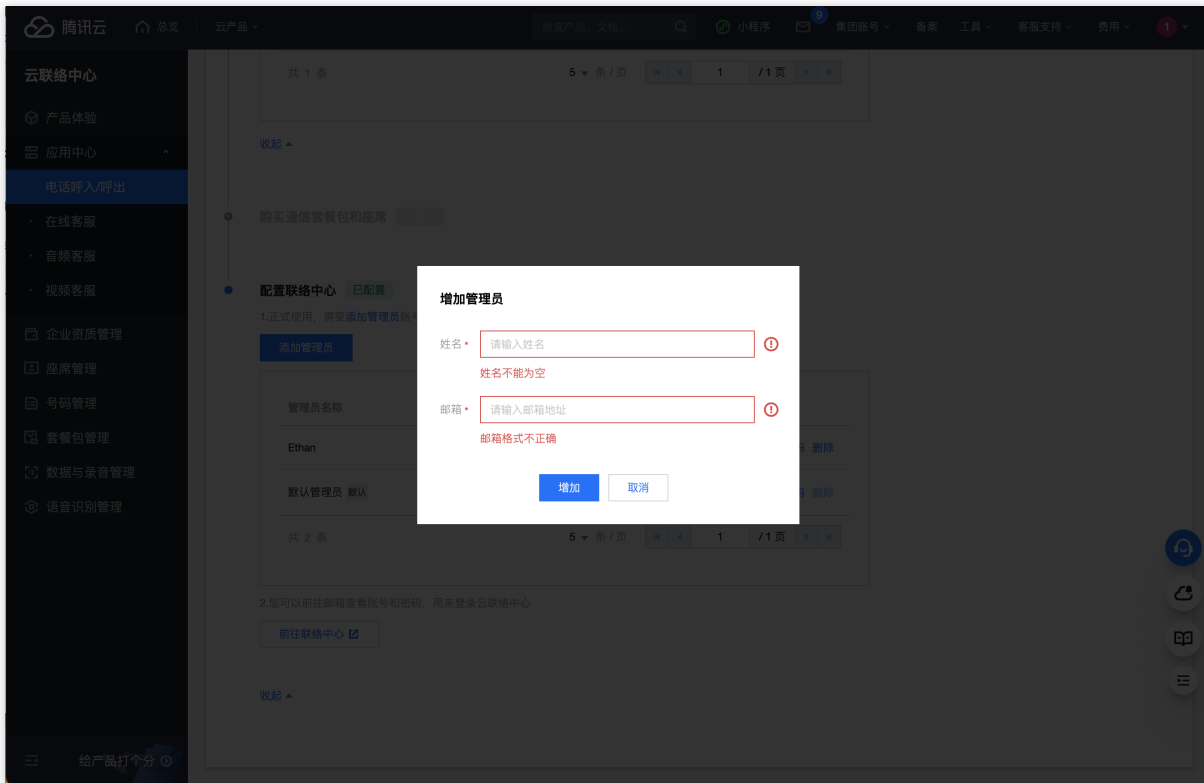 腾讯云 总览 云产品 搜索产品、文档... 小程序 9 集团账号 备案 工具 客服支持 费用 1
云联络中心
产品体验
应用中心
电话呼入/呼出
· 在线客服
· 音频客服
· 视频客服
企业资质管理
座席管理
号码管理
套餐包管理
数据与录音管理
语音识别管理
给产品打个分
共 1 条 5 条 / 页 1 / 1 页
收起
购买通信套餐包和座席
配置联络中心 已配置
1.正式使用，需要添加管理员账
添加管理员
管理员名称
Ethan 删除
默认管理员 默认 删除
共 2 条 5 条 / 页 1 / 1 页
2.您可以前往邮箱查看账号和密码，用来登录云联络中心
前往联络中心
收起
增加管理员
姓名 * 请输入姓名
姓名不能为空
邮箱 * 请输入邮箱地址
邮箱格式不正确
增加 取消